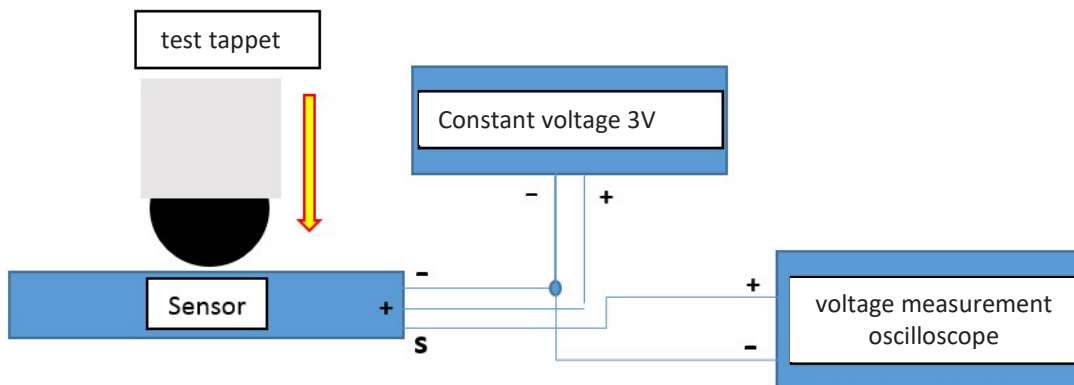 test tappet
Constant voltage 3V
- +
-
Sensor
+
S
+
voltage measurement
oscilloscope
-